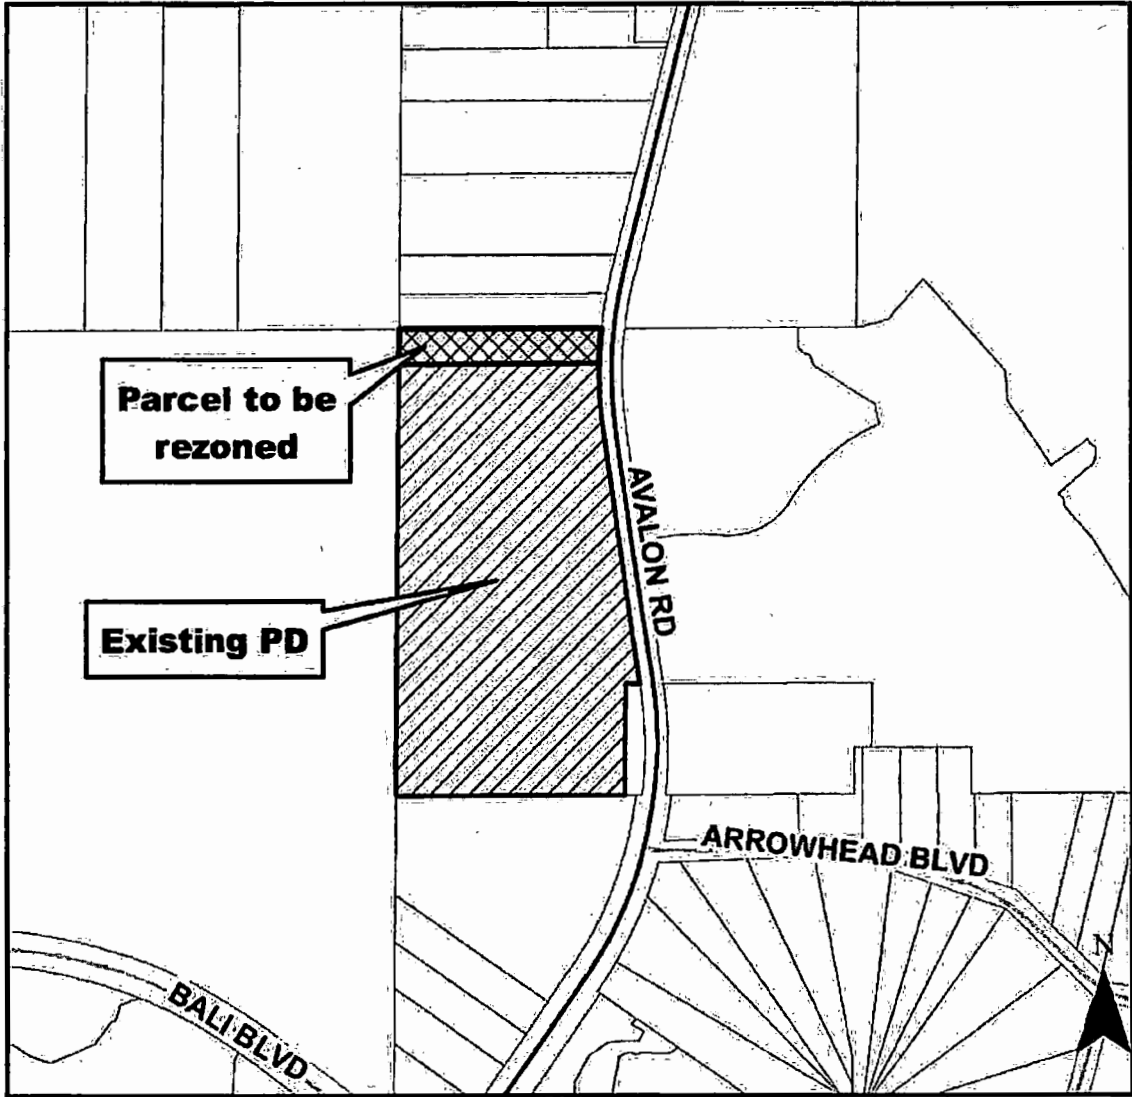 Parcel to be
rezoned
AVALON RD
Existing PD
ARROWHEAD BLVD
N
BALI BLVD